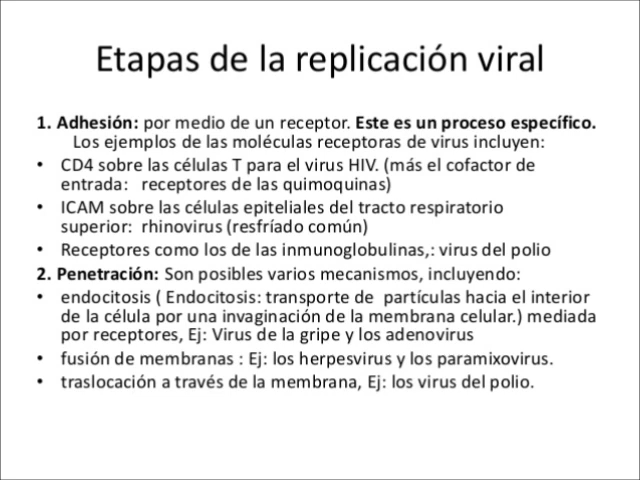 Etapas de la replicación viral
1. Adhesión: por medio de un receptor. Este es un proceso específico.
Los ejemplos de las moléculas receptoras de virus incluyen:
• CD4 sobre las células T para el virus HIV. (más el cofactor de
entrada: receptores de las quimoquinas)
• ICAM sobre las células epiteliales del tracto respiratorio
superior: rhinovirus (resfríado común)
• Receptores como los de las inmunoglobulinas,: virus del polio
2. Penetración: Son posibles varios mecanismos, incluyendo:
• endocitosis ( Endocitosis: transporte de partículas hacia el interior
de la célula por una invaginación de la membrana celular.) mediada
por receptores, Ej: Virus de la gripe y los adenovirus
• fusión de membranas : Ej: los herpesvirus y los paramixovirus.
• traslocación a través de la membrana, Ej: los virus del polio.